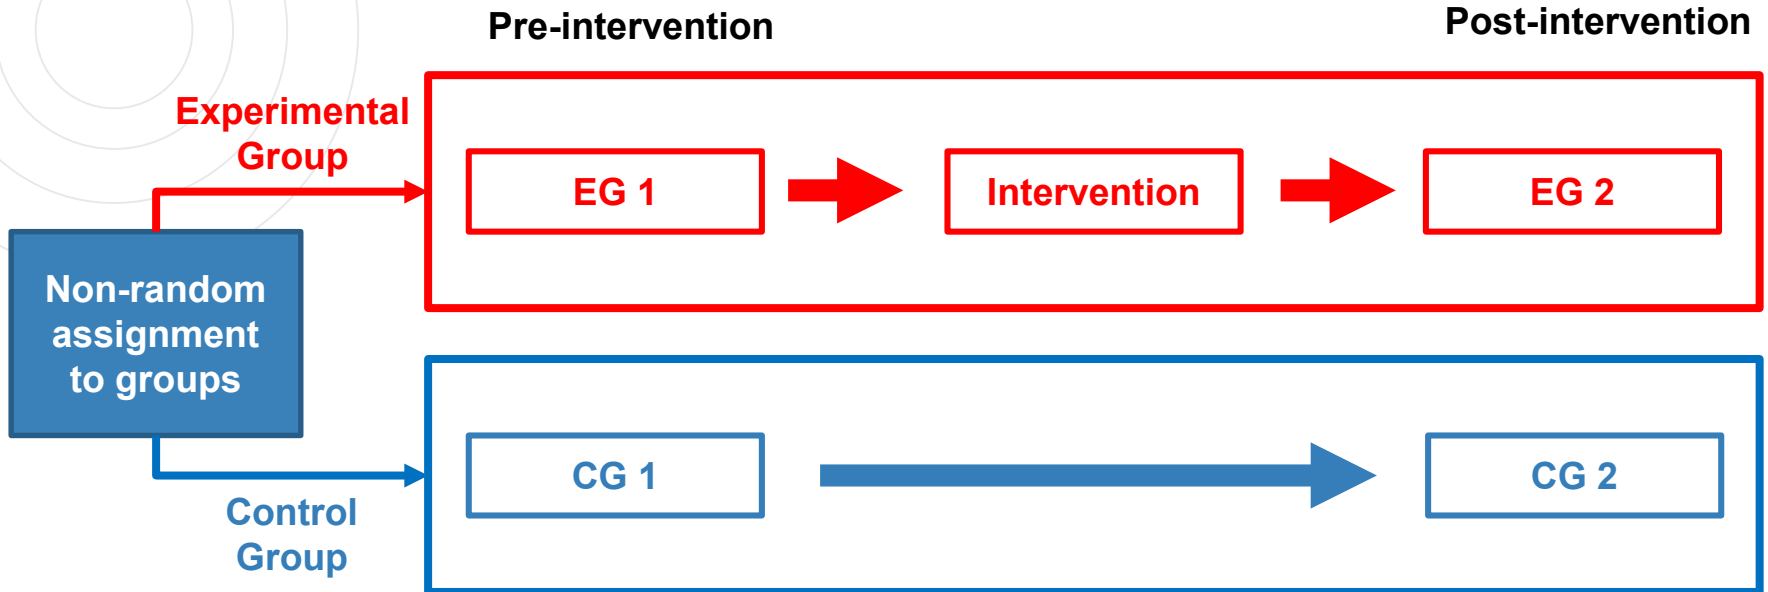 Pre-intervention
Post-intervention
Experimental
Group
EG 1
Intervention
EG 2
Non-random
assignment
to groups
CG 1
CG 2
Control
Group